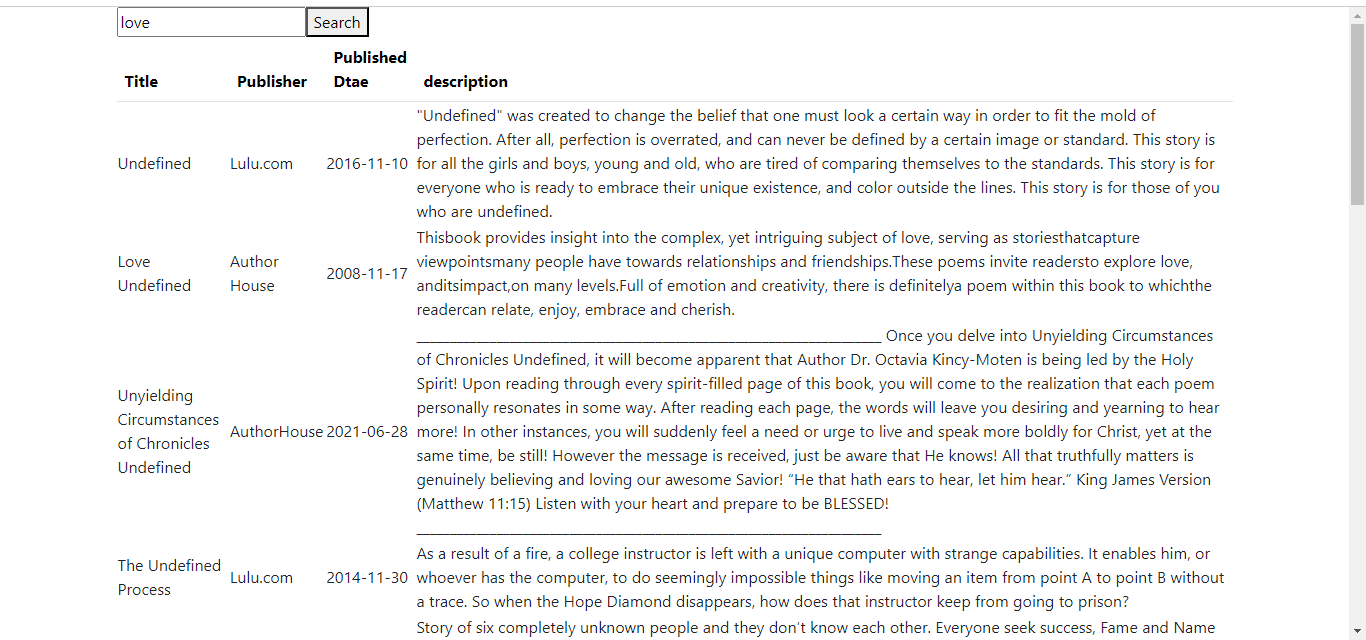 love Search
Title Publisher Published Dtae description
Undefined Lulu.com 2016-11-10
"Undefined" was created to change the belief that one must look a certain way in order to fit the mold of
perfection. After all, perfection is overrated, and can never be defined by a certain image or standard. This story is
for all the girls and boys, young and old, who are tired of comparing themselves to the standards. This story is for
everyone who is ready to embrace their unique existence, and color outside the lines. This story is for those of you
who are undefined.
Love
Undefined
Author
House
2008-11-17
Thisbook provides insight into the complex, yet intriguing subject of love, serving as storiesthatcapture
viewpointsmany people have towards relationships and friendships.These poems invite readersto explore love,
anditsimpact,on many levels.Full of emotion and creativity, there is definitelya poem within this book to whichthe
readercan relate, enjoy, embrace and cherish.
Unyielding
Circumstances
of Chronicles
Undefined
AuthorHouse 2021-06-28
______________________________________________________________ Once you delve into Unyielding Circumstances
of Chronicles Undefined, it will become apparent that Author Dr. Octavia Kincy-Moten is being led by the Holy
Spirit! Upon reading through every spirit-filled page of this book, you will come to the realization that each poem
personally resonates in some way. After reading each page, the words will leave you desiring and yearning to hear
more! In other instances, you will suddenly feel a need or urge to live and speak more boldly for Christ, yet at the
same time, be still! However the message is received, just be aware that He knows! All that truthfully matters is
genuinely believing and loving our awesome Savior! “He that hath ears to hear, let him hear.” King James Version
(Matthew 11:15) Listen with your heart and prepare to be BLESSED!
______________________________________________________________
The Undefined
Process
Lulu.com 2014-11-30
As a result of a fire, a college instructor is left with a unique computer with strange capabilities. It enables him, or
whoever has the computer, to do seemingly impossible things like moving an item from point A to point B without
a trace. So when the Hope Diamond disappears, how does that instructor keep from going to prison?
Story of six completely unknown people and they don’t know each other. Everyone seek success, Fame and Name